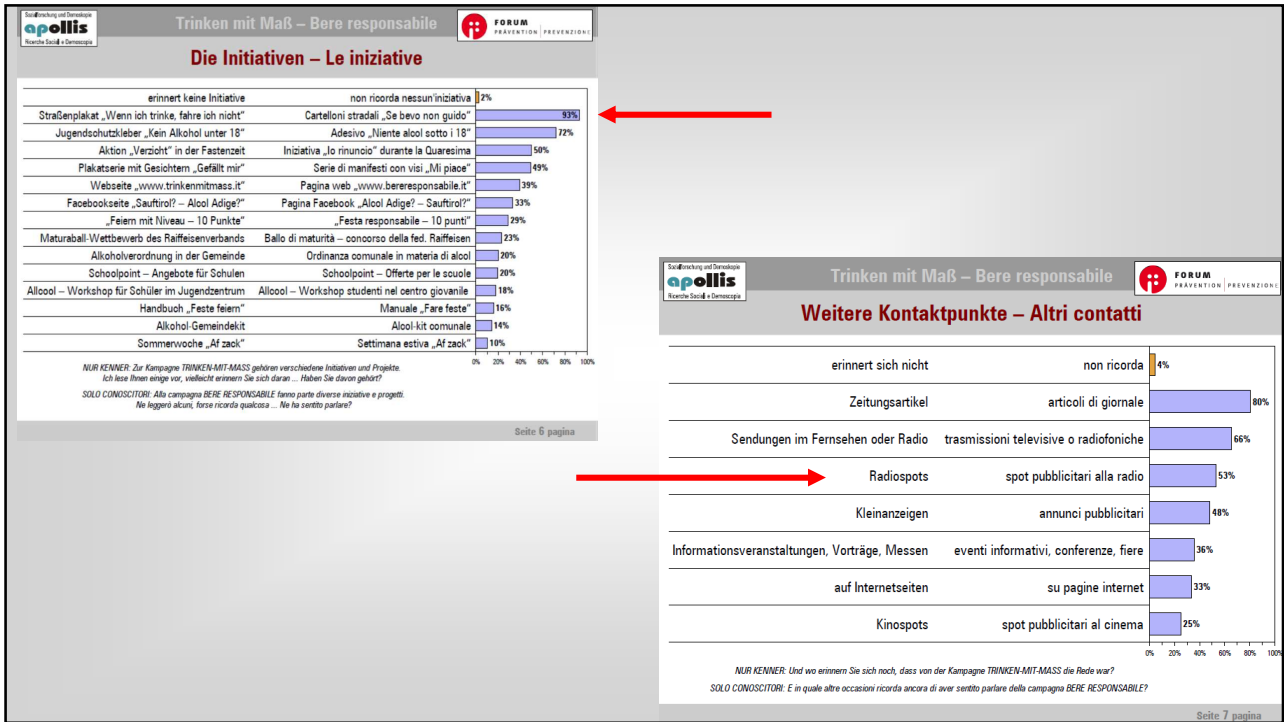 Sozialforschung und Demoskopie
apollis
Ricerche Sociali e Demoscopia
Trinken mit Maß – Bere responsabile
FORUM
PRÄVENTION PREVENZIONE
Die Initiativen – Le iniziative
erinnert keine Initiative non ricorda nessun'iniziativa 2%
Straßenplakat „Wenn ich trinke, fahre ich nicht" Cartelloni stradali „Se bevo non guido" 93%
Jugendschutzkleber „Kein Alkohol unter 18" Adesivo „Niente alcol sotto i 18" 72%
Aktion „Verzicht" in der Fastenzeit Iniziativa „Io rinuncio" durante la Quaresima 50%
Plakatserie mit Gesichtern „Gefällt mir" Serie di manifesti con visi „Mi piace" 49%
Webseite „www.trinkenmitmass.it" Pagina web „www.bereresponsabile.it" 39%
Facebookseite „Sauftirol? – Alcol Adige?" Pagina Facebook „Alcol Adige? – Sauftirol?" 33%
„Feiern mit Niveau – 10 Punkte" „Festa responsabile – 10 punti" 29%
Maturaball-Wettbewerb des Raiffeisenverbands Ballo di maturità – concorso della fed. Raiffeisen 23%
Alkoholverordnung in der Gemeinde Ordinanza comunale in materia di alcol 20%
Schoolpoint – Angebote für Schulen Schoolpoint – Offerte per le scuole 20%
Allcool – Workshop für Schüler im Jugendzentrum Allcool – Workshop studenti nel centro giovanile 18%
Handbuch „Feste feiern" Manuale „Fare feste" 16%
Alkohol-Gemeindekit Alcol-kit comunale 14%
Sommerwoche „Af zack" Settimana estiva „Af zack" 10%
0% 20% 40% 60% 80% 100%
NUR KENNER: Zur Kampagne TRINKEN-MIT-MASS gehören verschiedene Initiativen und Projekte.
Ich lese Ihnen einige vor, vielleicht erinnern Sie sich daran ... Haben Sie davon gehört?
SOLO CONOSCITORI: Alla campagna BERE RESPONSABILE fanno parte diverse iniziative e progetti.
Ne leggerò alcuni, forse ricorda qualcosa ... Ne ha sentito parlare?
Seite 6 pagina
Sozialforschung und Demoskopie
apollis
Ricerche Sociali e Demoscopia
Trinken mit Maß – Bere responsabile
FORUM
PRÄVENTION PREVENZIONE
Weitere Kontaktpunkte – Altri contatti
erinnert sich nicht non ricorda 4%
Zeitungsartikel articoli di giornale 80%
Sendungen im Fernsehen oder Radio trasmissioni televisive o radiofoniche 66%
Radiospots spot pubblicitari alla radio 53%
Kleinanzeigen annunci pubblicitari 48%
Informationsveranstaltungen, Vorträge, Messen eventi informativi, conferenze, fiere 36%
auf Internetseiten su pagine internet 33%
Kinospots spot pubblicitari al cinema 25%
0% 20% 40% 60% 80% 100%
NUR KENNER: Und wo erinnern Sie sich noch, dass von der Kampagne TRINKEN-MIT-MASS die Rede war?
SOLO CONOSCITORI: E in quale altre occasioni ricorda ancora di aver sentito parlare della campagna BERE RESPONSABILE?
Seite 7 pagina